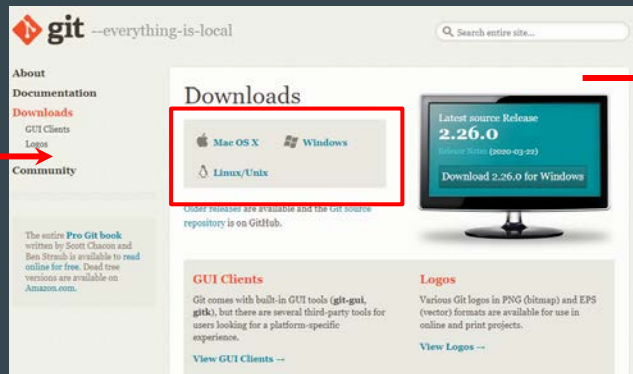 git --everything-is-local
Search entire site...
About
Documentation
Downloads
GUI Clients
Logos
Community
The entire Pro Git book
written by Scott Chacon and
Ben Straub is available to read
online for free. Dead tree
versions are available on
Amazon.com.
Downloads
Mac OS X
Windows
Linux/Unix
Older releases are available and the Git source
repository is on GitHub.
Latest source Release
2.26.0
Release Notes (2020-03-22)
Download 2.26.0 for Windows
GUI Clients
Git comes with built-in GUI tools (git-gui,
gitk), but there are several third-party tools for
users looking for a platform-specific
experience.
View GUI Clients →
Logos
Various Git logos in PNG (bitmap) and EPS
(vector) formats are available for use in
online and print projects.
View Logos →